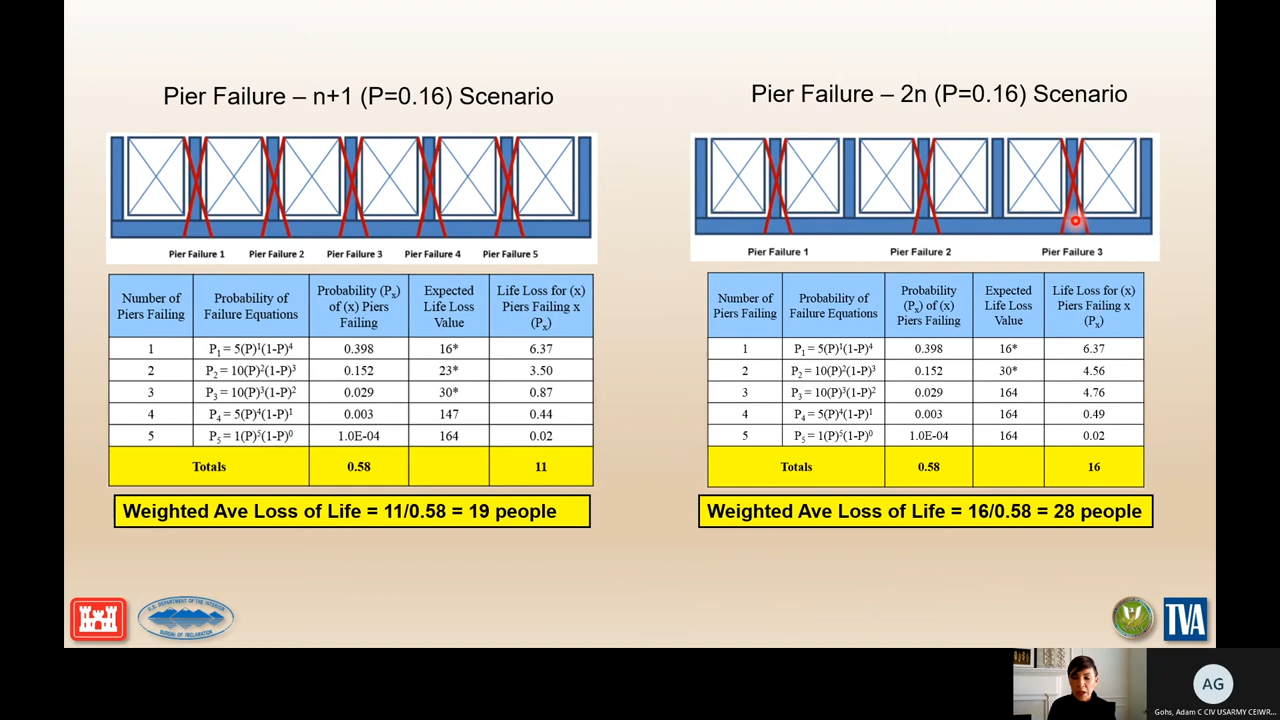 Pier Failure – n+1 (P=0.16) Scenario
Pier Failure 1 Pier Failure 2 Pier Failure 3 Pier Failure 4 Pier Failure 5
Number of Piers Failing Probability of Failure Equations Probability (Px) of (x) Piers Failing Expected Life Loss Value Life Loss for (x) Piers Failing x (Px)
1 P1 = 5(P)1(1-P)4 0.398 16* 6.37
2 P2 = 10(P)2(1-P)3 0.152 23* 3.50
3 P3 = 10(P)3(1-P)2 0.029 30* 0.87
4 P4 = 5(P)4(1-P)1 0.003 147 0.44
5 P5 = 1(P)5(1-P)0 1.0E-04 164 0.02
Totals 0.58 11
Weighted Ave Loss of Life = 11/0.58 = 19 people
Pier Failure – 2n (P=0.16) Scenario
Pier Failure 1 Pier Failure 2 Pier Failure 3
Number of Piers Failing Probability of Failure Equations Probability (Px) of (x) Piers Failing Expected Life Loss Value Life Loss for (x) Piers Failing x (Px)
1 P1 = 5(P)1(1-P)4 0.398 16* 6.37
2 P2 = 10(P)2(1-P)3 0.152 30* 4.56
3 P3 = 10(P)3(1-P)2 0.029 164 4.76
4 P4 = 5(P)4(1-P)1 0.003 164 0.49
5 P5 = 1(P)5(1-P)0 1.0E-04 164 0.02
Totals 0.58 16
Weighted Ave Loss of Life = 16/0.58 = 28 people
U.S. DEPARTMENT OF THE INTERIOR
BUREAU OF RECLAMATION
TVA
AG
Gohs, Adam C CIV USARMY CEIWR...